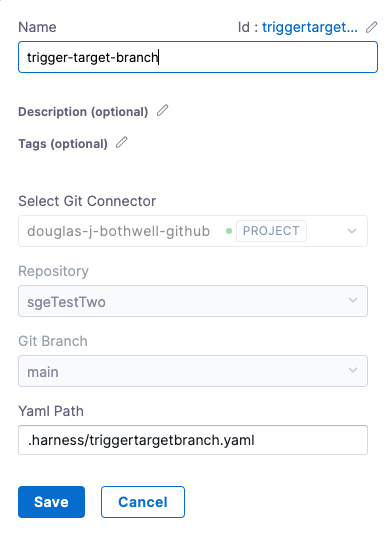 Name Id : triggertarget...
trigger-target-branch
Description (optional)
Tags (optional)
Select Git Connector
douglas-j-bothwell-github PROJECT
Repository
sgeTestTwo
Git Branch
main
Yaml Path
.harness/triggertargetbranch.yaml
Save Cancel